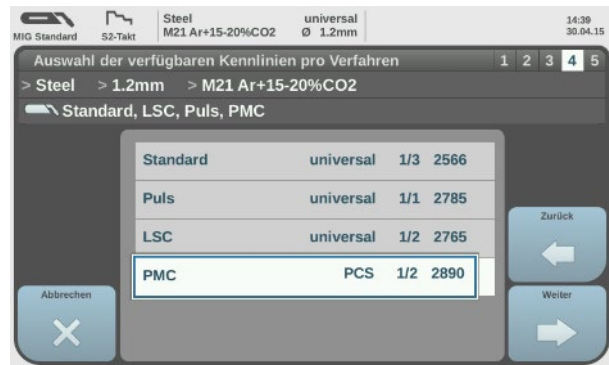 Steel universal 14:39
MIG Standard S2-Takt M21 Ar+15-20%CO2 Ø 1.2mm 30.04.15
Auswahl der verfügbaren Kennlinien pro Verfahren 1 2 3 4 5
> Steel > 1.2mm > M21 Ar+15-20%CO2
Standard, LSC, Puls, PMC
Standard universal 1/3 2566
Puls universal 1/1 2785
LSC universal 1/2 2765
PMC PCS 1/2 2890
Zurück
Abbrechen
Weiter